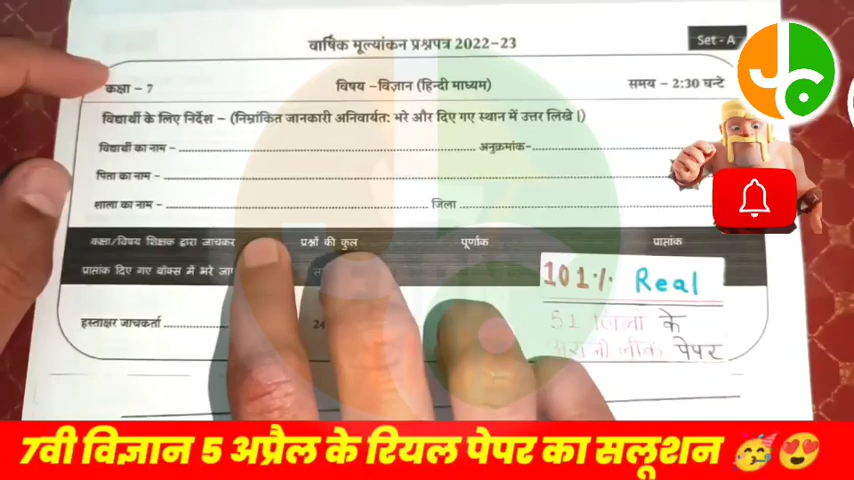 वार्षिक मूल्यांकन प्रश्नपत्र 2022-23
Set - A
कक्षा - 7 विषय -विज्ञान (हिन्दी माध्यम) समय - 2:30 घन्टे
विद्यार्थी के लिए निर्देश - (निम्नांकित जानकारी अनिवार्यत: भरे और दिए गए स्थान में उत्तर लिखे।)
विद्यार्थी का नाम - अनुक्रमांक-
पिता का नाम -
शाला का नाम - जिला
कक्षा/विषय शिक्षक द्वारा जाचकर प्रश्नों की कुल पूर्णांक प्राप्तांक
प्राप्तांक दिए गए बॉक्स में भरे
101% Real
51 जिला के
पेपर
हस्ताक्षर जाचकर्ता 24
7वी विज्ञान 5 अप्रैल के रियल पेपर का सलूशन 🥳😍